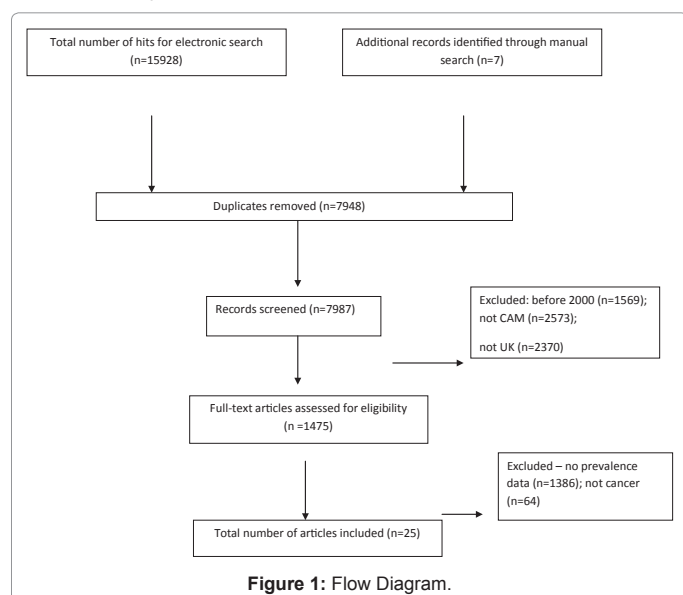 Total number of hits for electronic search
(n=15928)
Additional records identified through manual
search (n=7)
Duplicates removed (n=7948)
Records screened (n=7987)
Excluded: before 2000 (n=1569);
not CAM (n=2573);
not UK (n=2370)
Full-text articles assessed for eligibility
(n =1475)
Excluded – no prevalence
data (n=1386); not cancer
(n=64)
Total number of articles included (n=25)
Figure 1: Flow Diagram.